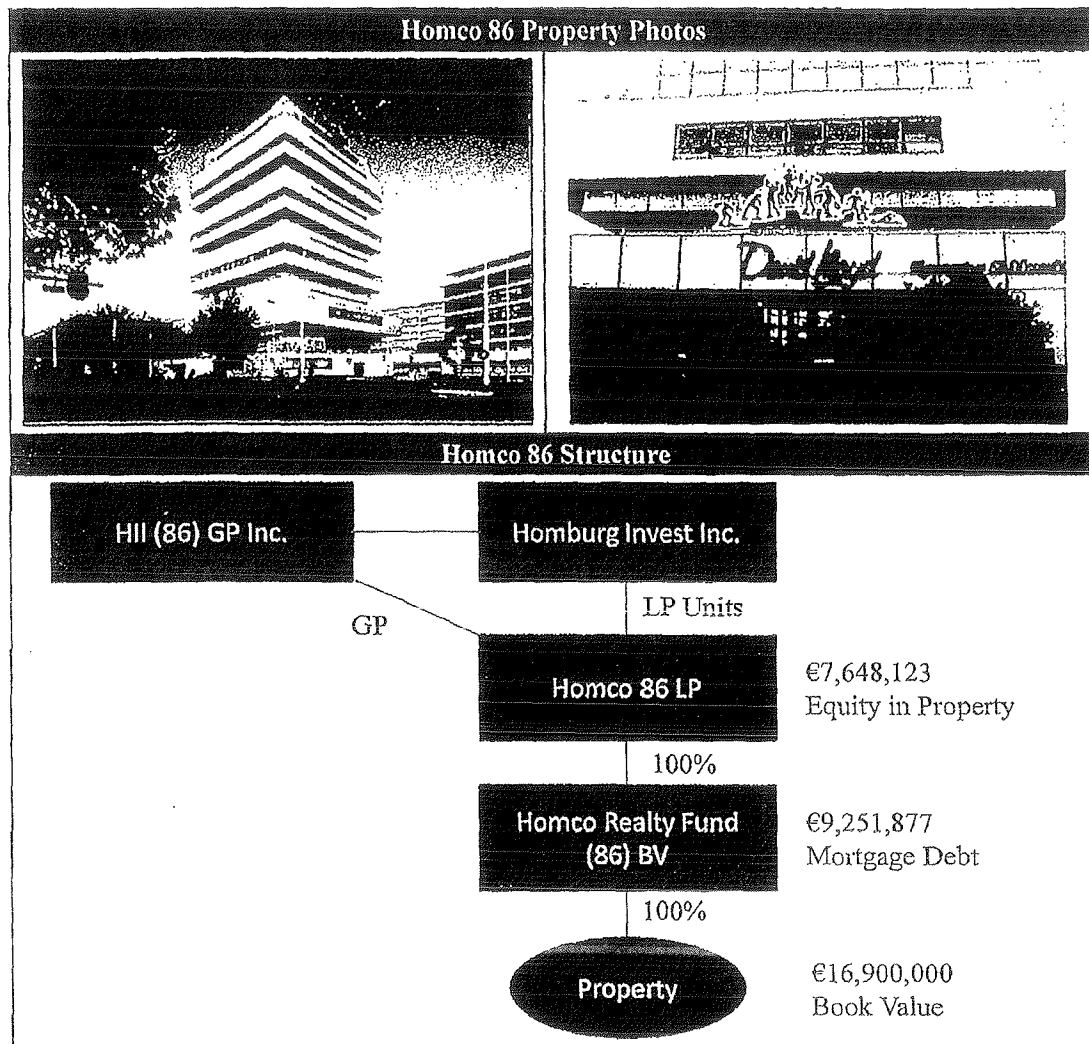 Homco 86 Property Photos
Homco 86 Structure
HII (86) GP Inc.
Homburg Invest Inc.
GP
LP Units
Homco 86 LP
€7,648,123
Equity in Property
100%
Homco Realty Fund
(86) BV
€9,251,877
Mortgage Debt
100%
Property
€16,900,000
Book Value